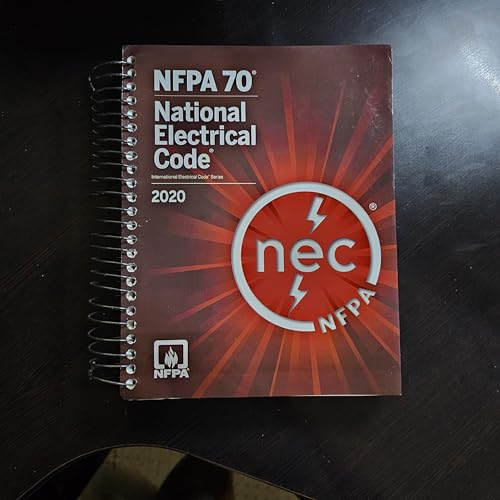 NFPA 70®
National
Electrical
Code®
International Electrical Code® Series
2020
nec
®
NFPA
NFPA